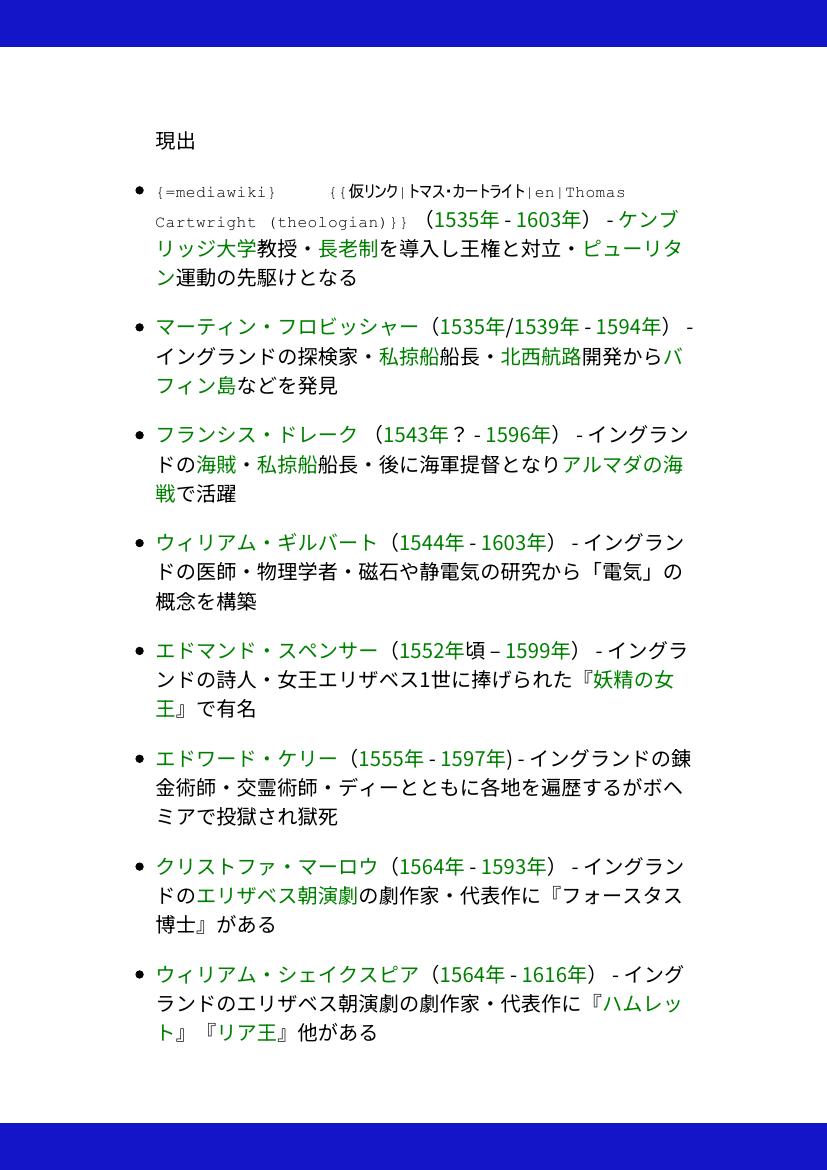 現出
• {=mediawiki} {{仮リンク|トマス・カートライト|en|Thomas
Cartwright (theologian)}} （1535年 - 1603年） - ケンブ
リッジ大学教授・長老制を導入し王権と対立・ピューリタ
ン運動の先駆けとなる
• マーティン・フロビッシャー（1535年/1539年 - 1594年） -
イングランドの探検家・私掠船船長・北西航路開発からバ
フィン島などを発見
• フランシス・ドレーク （1543年？ - 1596年） - イングラン
ドの海賊・私掠船船長・後に海軍提督となりアルマダの海
戦で活躍
• ウィリアム・ギルバート（1544年 - 1603年） - イングラン
ドの医師・物理学者・磁石や静電気の研究から「電気」の
概念を構築
• エドマンド・スペンサー（1552年頃 – 1599年） - イングラ
ンドの詩人・女王エリザベス1世に捧げられた『妖精の女
王』で有名
• エドワード・ケリー（1555年 - 1597年) - イングランドの錬
金術師・交霊術師・ディーとともに各地を遍歴するがボヘ
ミアで投獄され獄死
• クリストファ・マーロウ（1564年 - 1593年） - イングラン
ドのエリザベス朝演劇の劇作家・代表作に『フォースタス
博士』がある
• ウィリアム・シェイクスピア（1564年 - 1616年） - イング
ランドのエリザベス朝演劇の劇作家・代表作に『ハムレッ
ト』『リア王』他がある